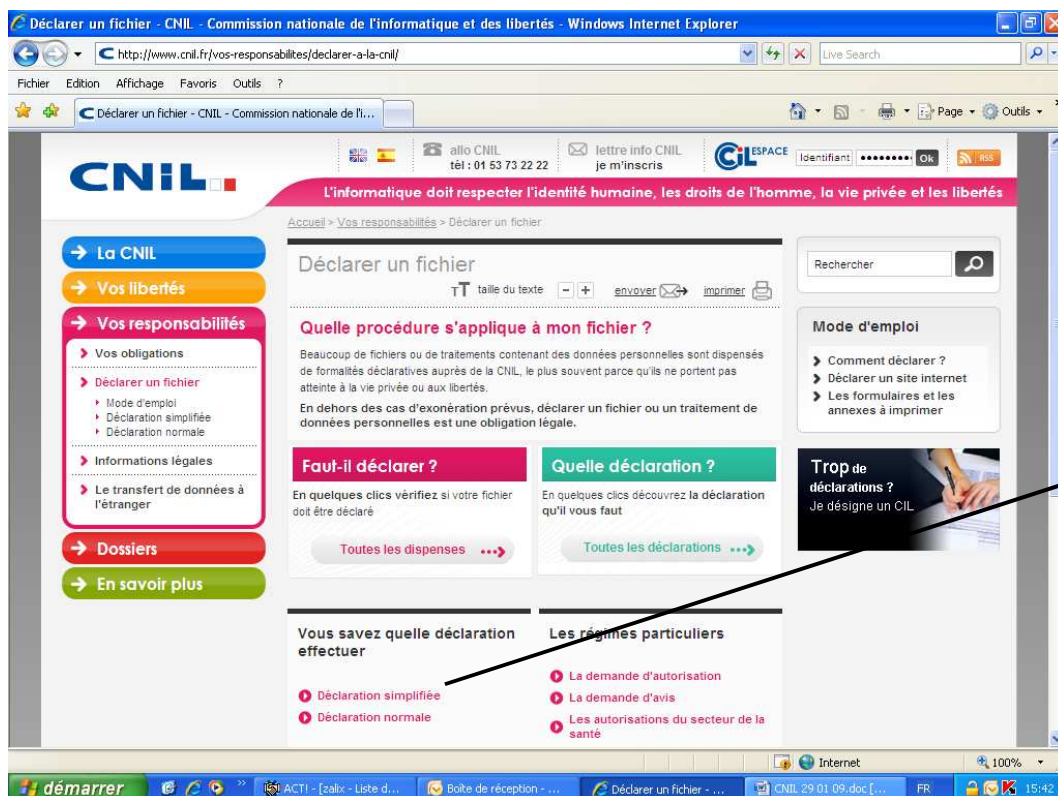 Déclarer un fichier - CNIL - Commission nationale de l'informatique et des libertés - Windows Internet Explorer
http://www.cnil.fr/vos-responsabilites/declarer-a-la-cnil/
Live Search
Fichier Edition Affichage Favoris Outils ?
Déclarer un fichier - CNIL - Commission nationale de l'i...
Page Outils
CNIL
allo CNIL
tél : 01 53 73 22 22
lettre info CNIL
je m'inscris
CIL ESPACE
Identifiant
Ok
RSS
L'informatique doit respecter l'identité humaine, les droits de l'homme, la vie privée et les libertés
Accueil > Vos responsabilités > Déclarer un fichier
La CNIL
Vos libertés
Vos responsabilités
Vos obligations
Déclarer un fichier
Mode d'emploi
Déclaration simplifiée
Déclaration normale
Informations légales
Le transfert de données à
l'étranger
Dossiers
En savoir plus
Déclarer un fichier
TT taille du texte - + envoyer imprimer
Quelle procédure s'applique à mon fichier ?
Beaucoup de fichiers ou de traitements contenant des données personnelles sont dispensés
de formalités déclaratives auprès de la CNIL, le plus souvent parce qu'ils ne portent pas
atteinte à la vie privée ou aux libertés.
En dehors des cas d'exonération prévus, déclarer un fichier ou un traitement de
données personnelles est une obligation légale.
Faut-il déclarer ?
En quelques clics vérifiez si votre fichier
doit être déclaré
Toutes les dispenses
Quelle déclaration ?
En quelques clics découvrez la déclaration
qu'il vous faut
Toutes les déclarations
Vous savez quelle déclaration
effectuer
Déclaration simplifiée
Déclaration normale
Les régimes particuliers
La demande d'autorisation
La demande d'avis
Les autorisations du secteur de la
santé
Rechercher
Mode d'emploi
Comment déclarer ?
Déclarer un site internet
Les formulaires et les
annexes à imprimer
Trop de
déclarations ?
Je désigne un CIL
Internet
100%
démarrer
ACT! - [zalix - Liste d...
Boîte de réception - ...
Déclarer un fichier - ...
CNIL 29 01 09.doc [...
FR
15:42